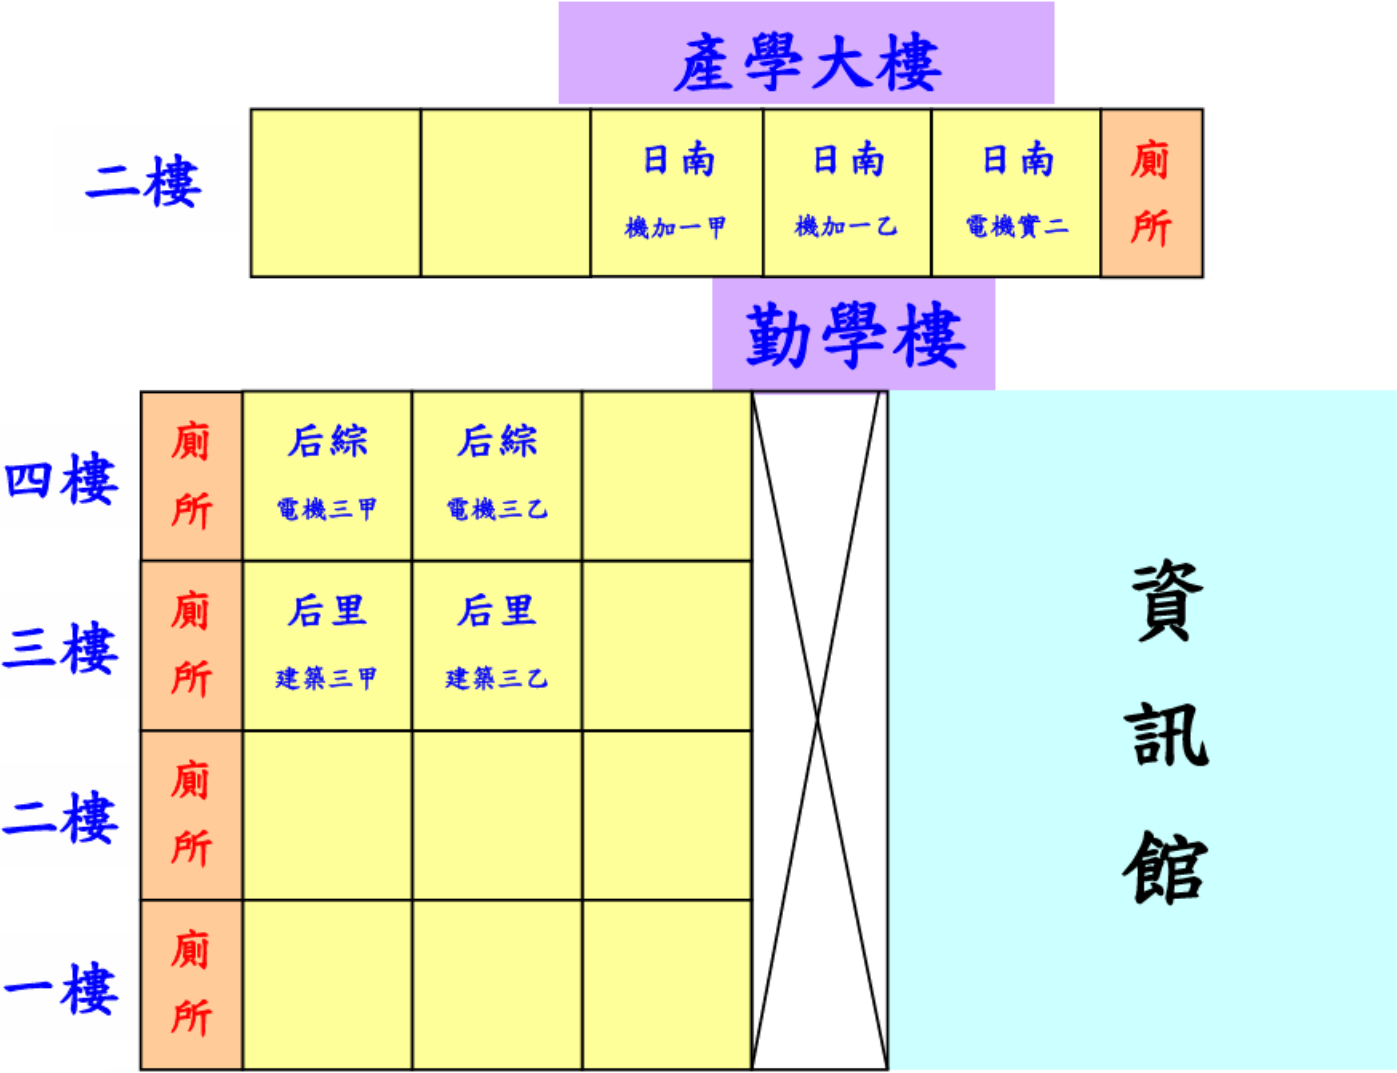 產學大樓
二樓
日南
機加一甲
日南
機加一乙
日南
電機實二
廁
所
勤學樓
四樓
廁
所
后綜
電機三甲
后綜
電機三乙
三樓
廁
所
后里
建築三甲
后里
建築三乙
二樓
廁
所
一樓
廁
所
資
訊
館